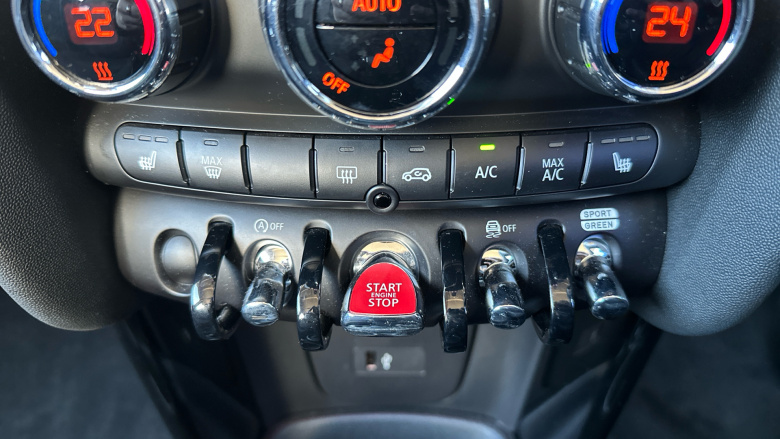 22
AUTO
OFF
24
MAX
A/C
MAX
A/C
A OFF
OFF
SPORT
GREEN
START
ENGINE
STOP